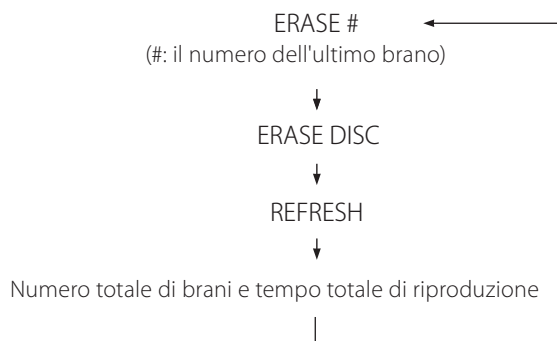 ERASE #
(#: il numero dell'ultimo brano)
ERASE DISC
REFRESH
Numero totale di brani e tempo totale di riproduzione